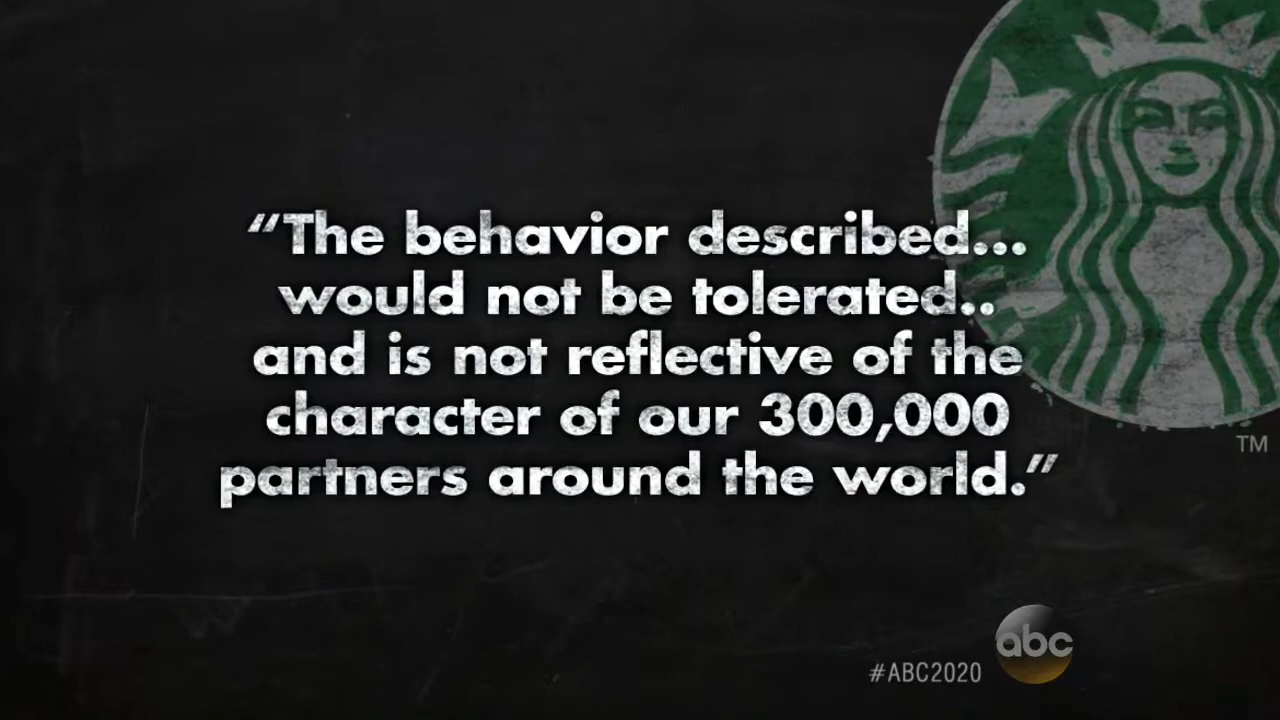 “The behavior described...
would not be tolerated..
and is not reflective of the
character of our 300,000
partners around the world.”
TM
abc
#ABC2020